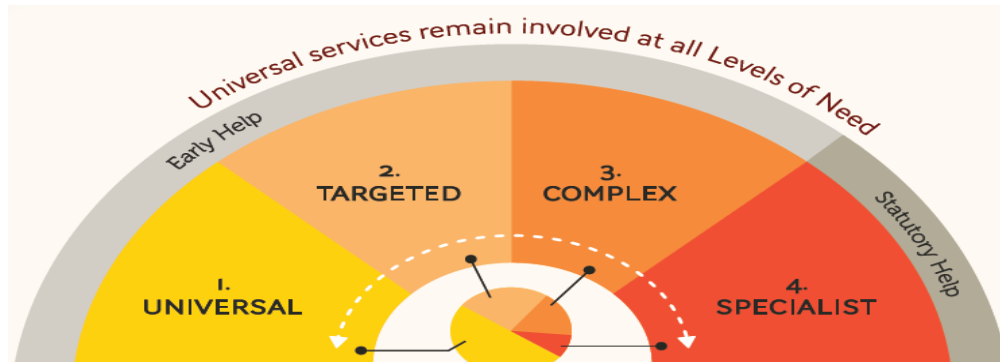 Universal services remain involved at all Levels of Need
Early Help
2.
TARGETED
3.
COMPLEX
Statutory Help
1.
UNIVERSAL
4.
SPECIALIST